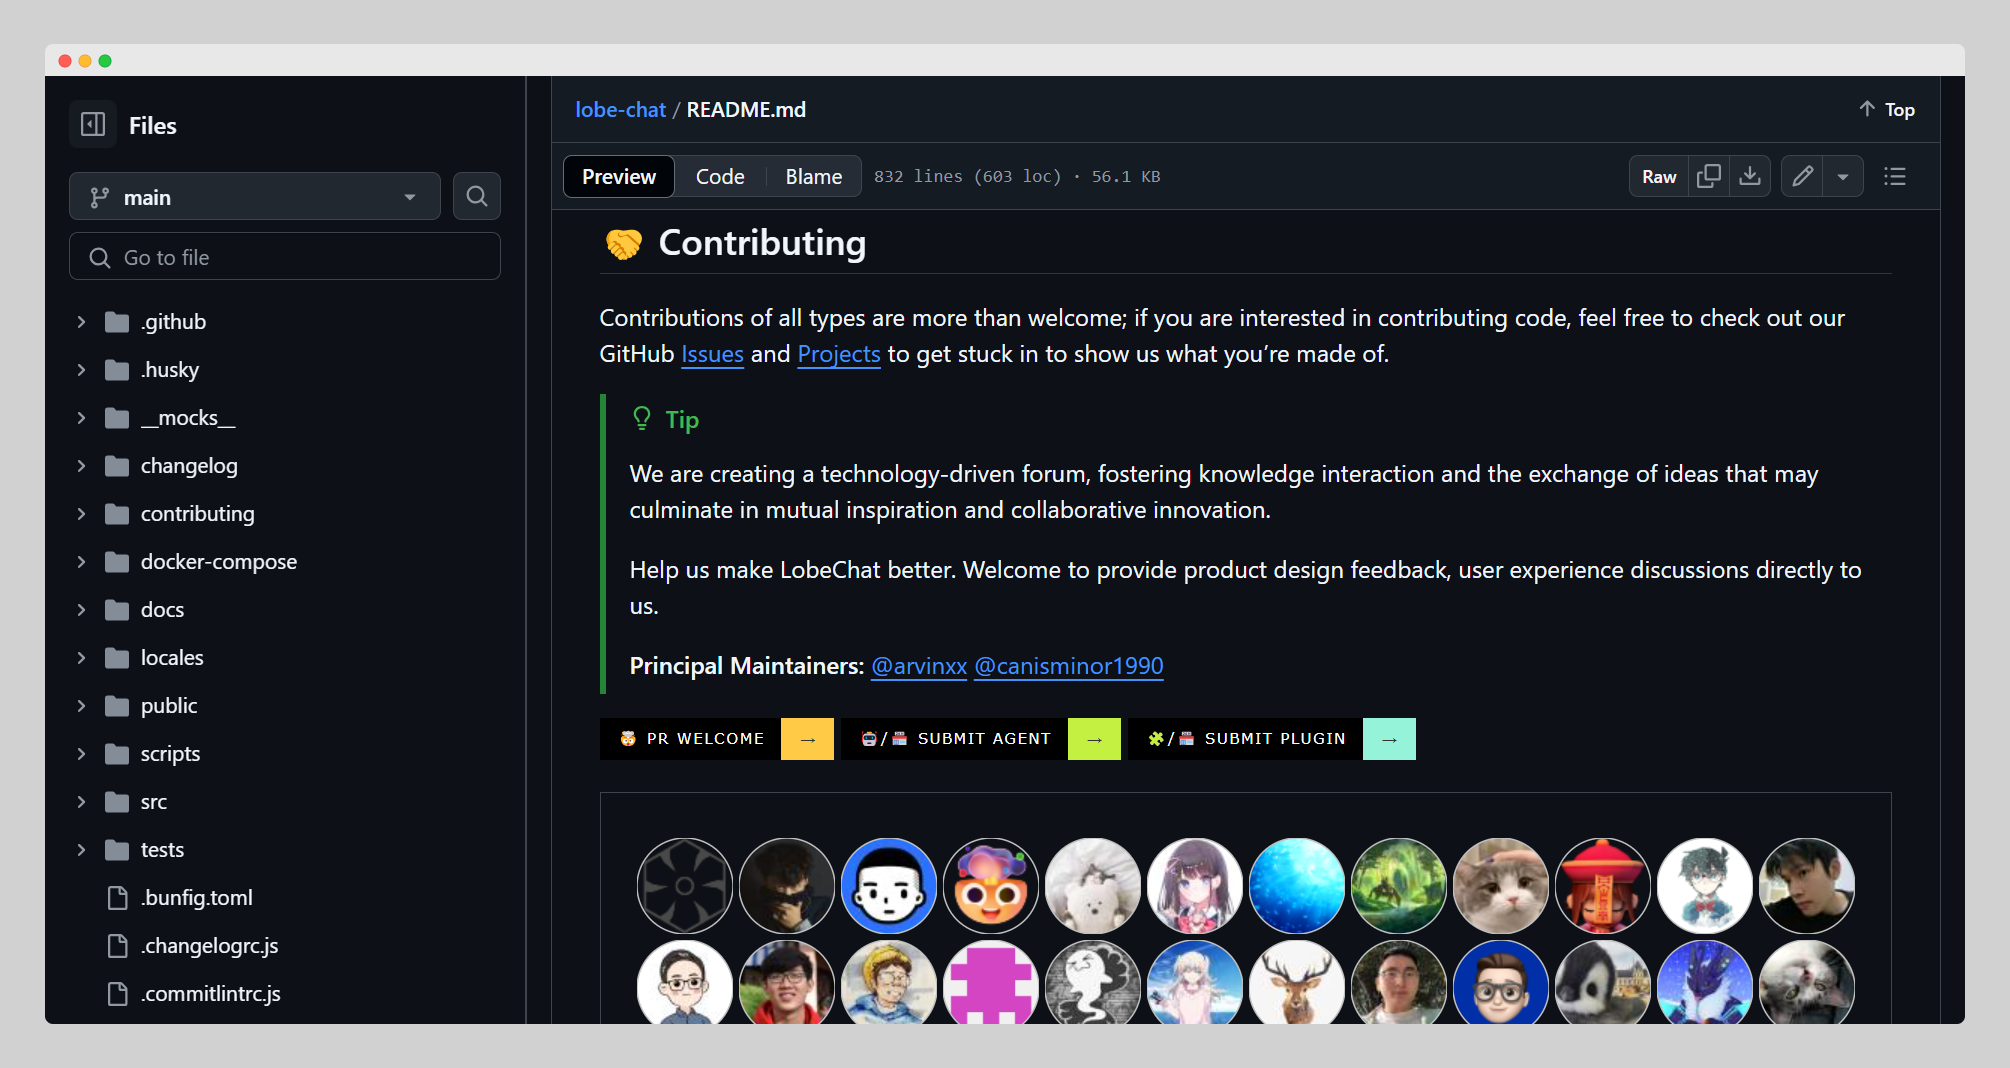 Files
main
Go to file
.github
.husky
__mocks__
changelog
contributing
docker-compose
docs
locales
public
scripts
src
tests
.bunfig.toml
.changelogrc.js
.commitlintrc.js
lobe-chat / README.md
Top
Preview Code Blame 832 lines (603 loc) · 56.1 KB
Raw
🤝 Contributing
Contributions of all types are more than welcome; if you are interested in contributing code, feel free to check out our
GitHub Issues and Projects to get stuck in to show us what you’re made of.
Tip
We are creating a technology-driven forum, fostering knowledge interaction and the exchange of ideas that may
culminate in mutual inspiration and collaborative innovation.
Help us make LobeChat better. Welcome to provide product design feedback, user experience discussions directly to
us.
Principal Maintainers: @arvinxx @canisminor1990
🤯 PR WELCOME → 🤖/🏪 SUBMIT AGENT → 🧩/🏪 SUBMIT PLUGIN →